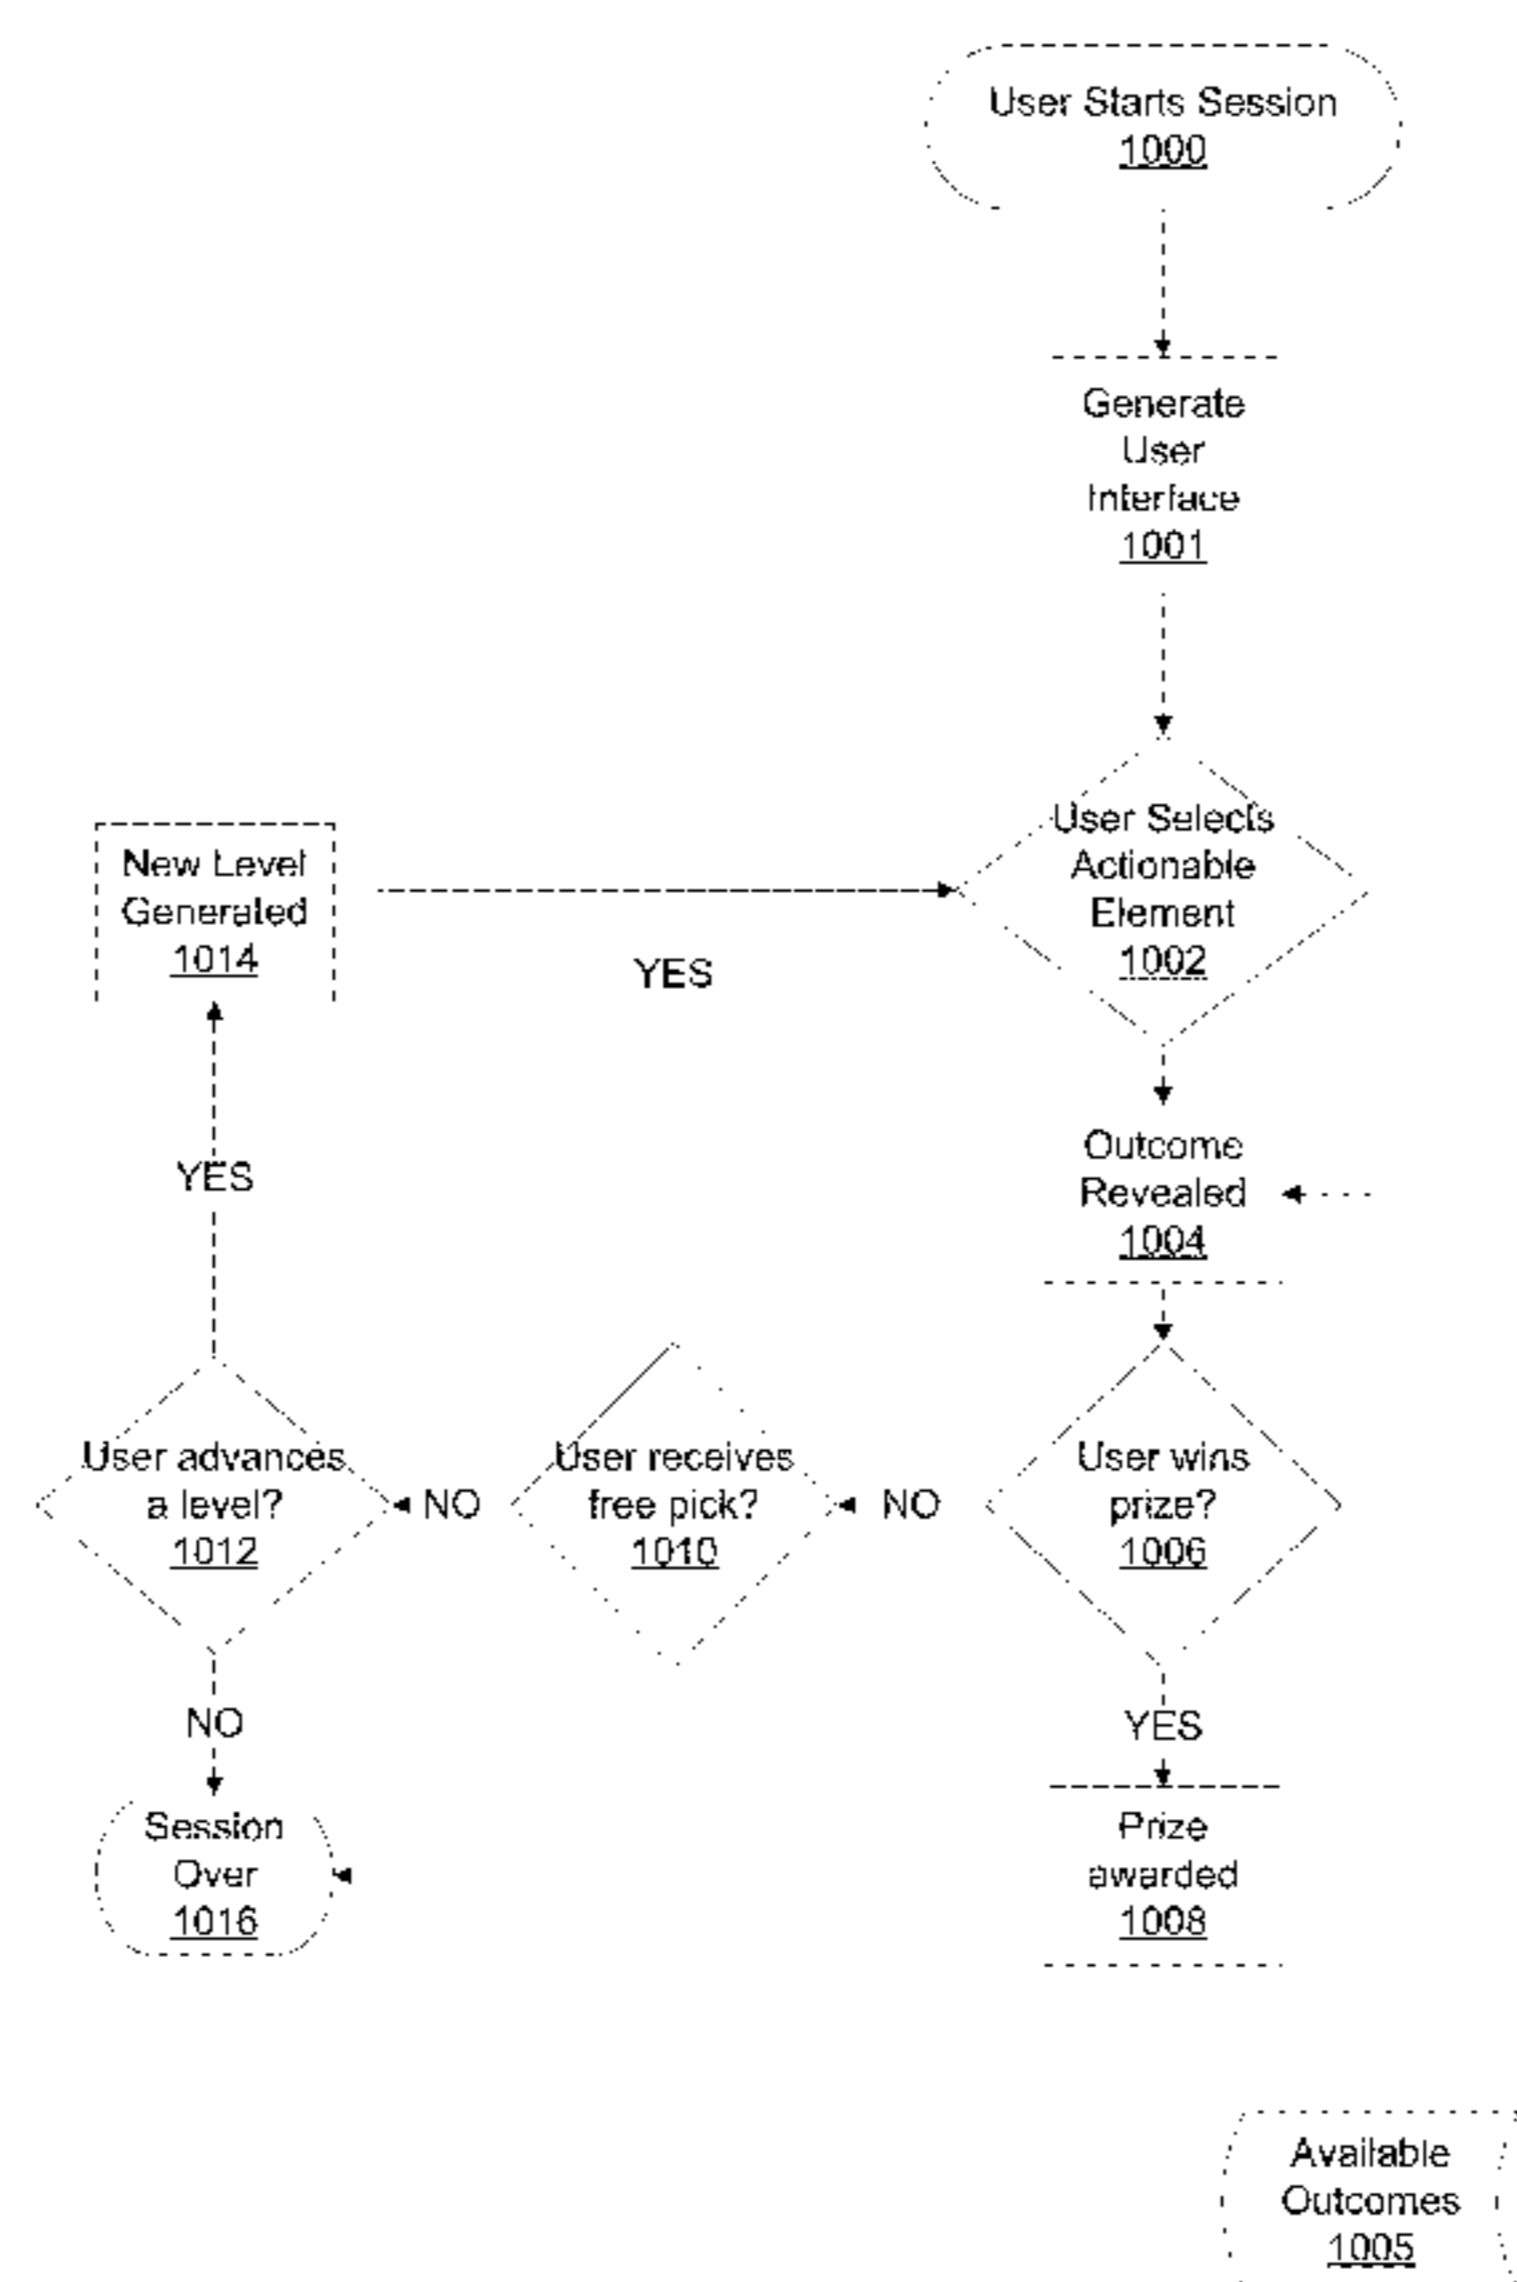 User Starts Session
1000
Generate
User
Interface
1001
User Selects
Actionable
Element
1002
New Level
Generated
1014
YES
Outcome
Revealed
1004
YES
User advances
a level?
1012
NO
User receives
free pick?
1010
NO
User wins
prize?
1006
NO
YES
Session
Over
1016
Prize
awarded
1008
Available
Outcomes
1005